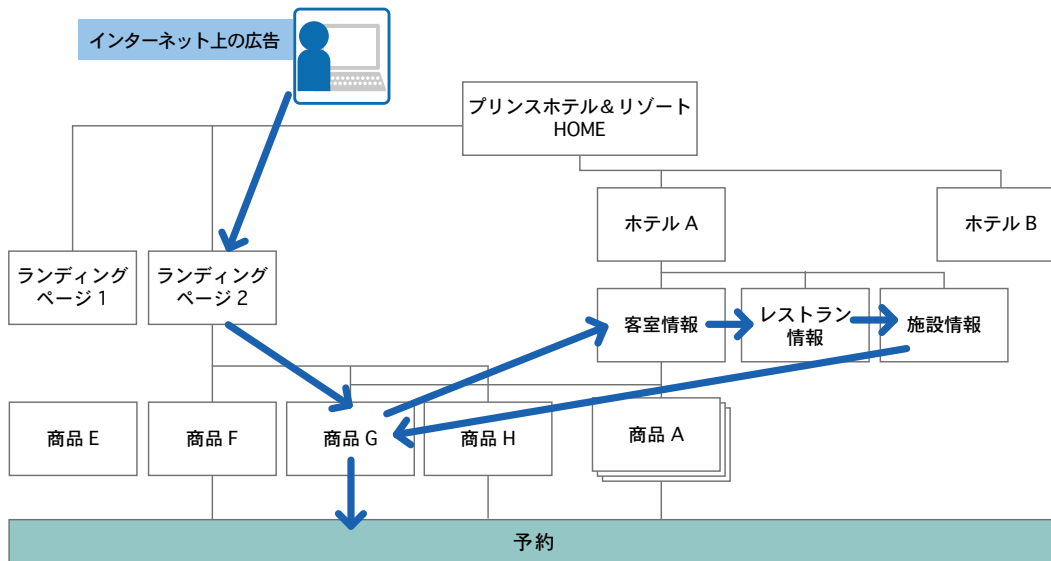 インターネット上の広告
プリンスホテル＆リゾート
HOME
ホテル A
ホテル B
ランディング
ページ 1
ランディング
ページ 2
客室情報
レストラン
情報
施設情報
商品 E
商品 F
商品 G
商品 H
商品 A
予約